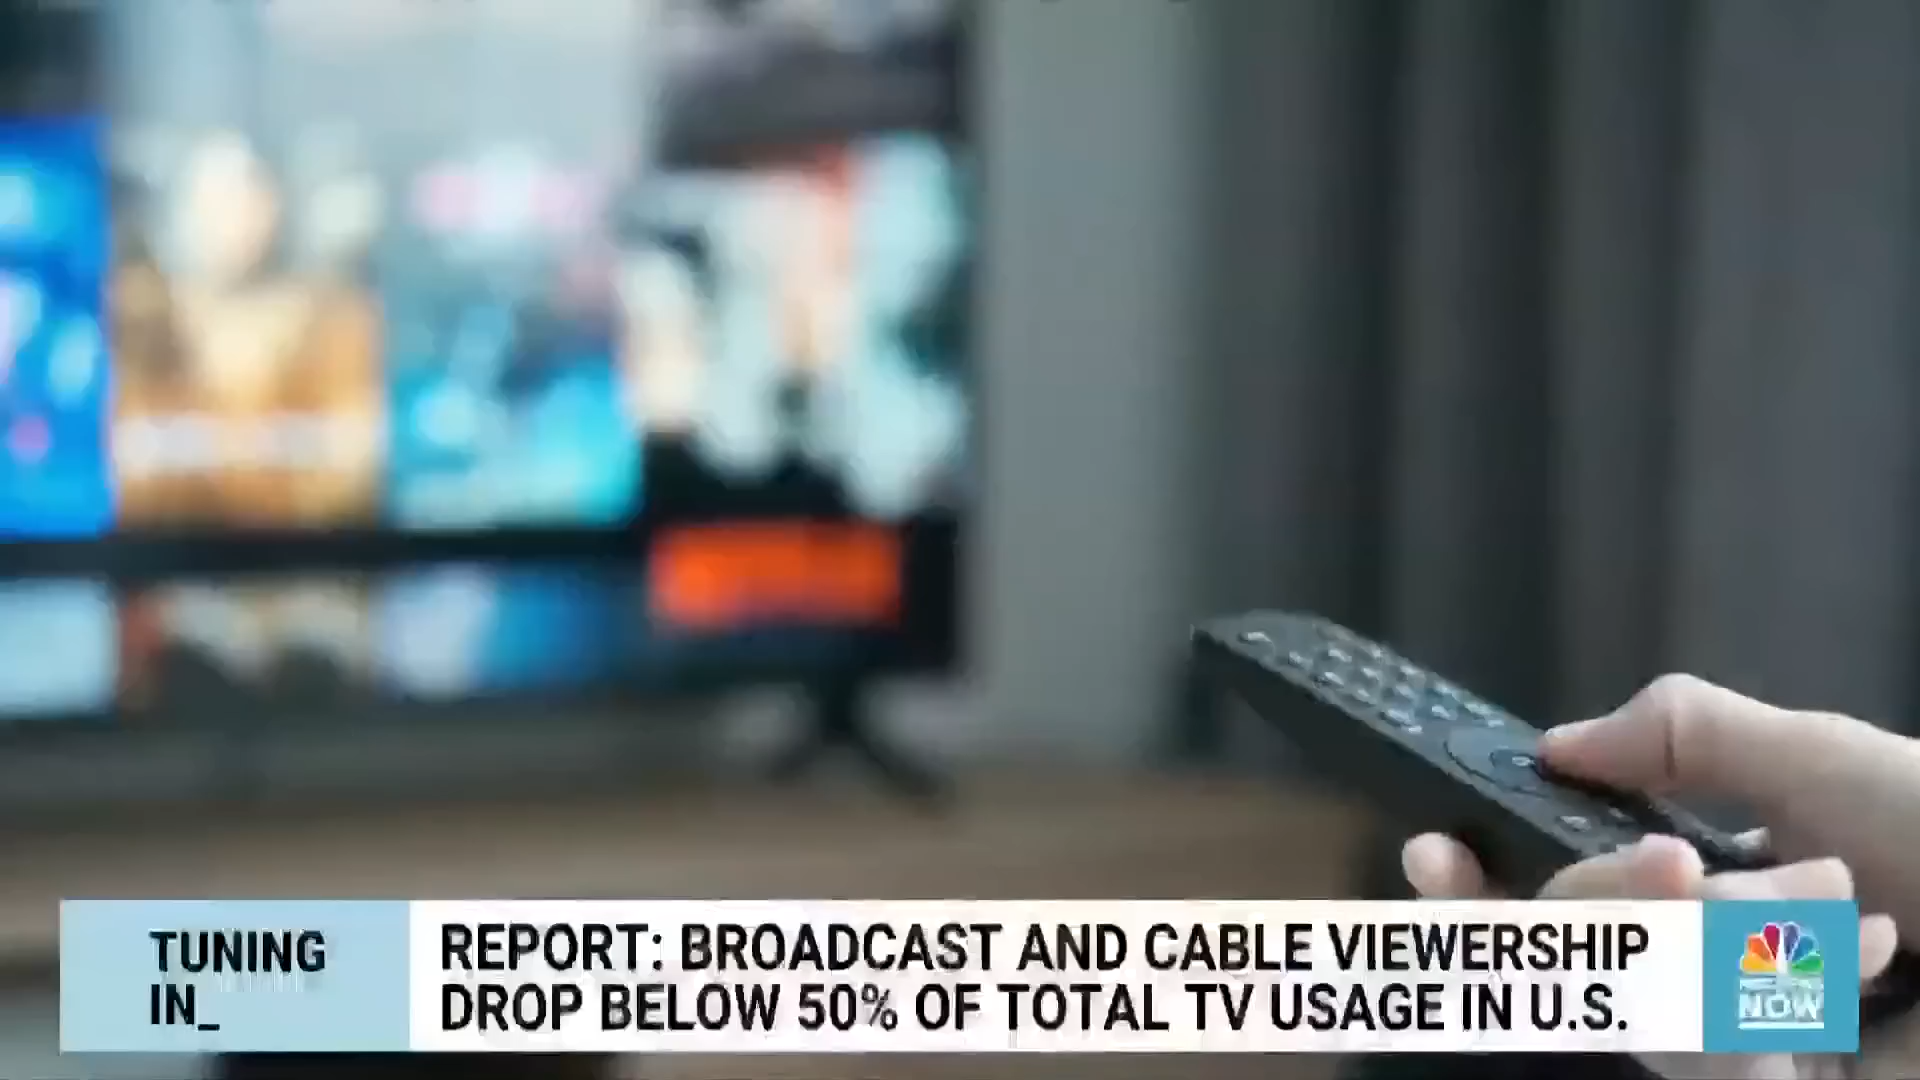 TUNING
IN_
REPORT: BROADCAST AND CABLE VIEWERSHIP
DROP BELOW 50% OF TOTAL TV USAGE IN U.S.
NOW